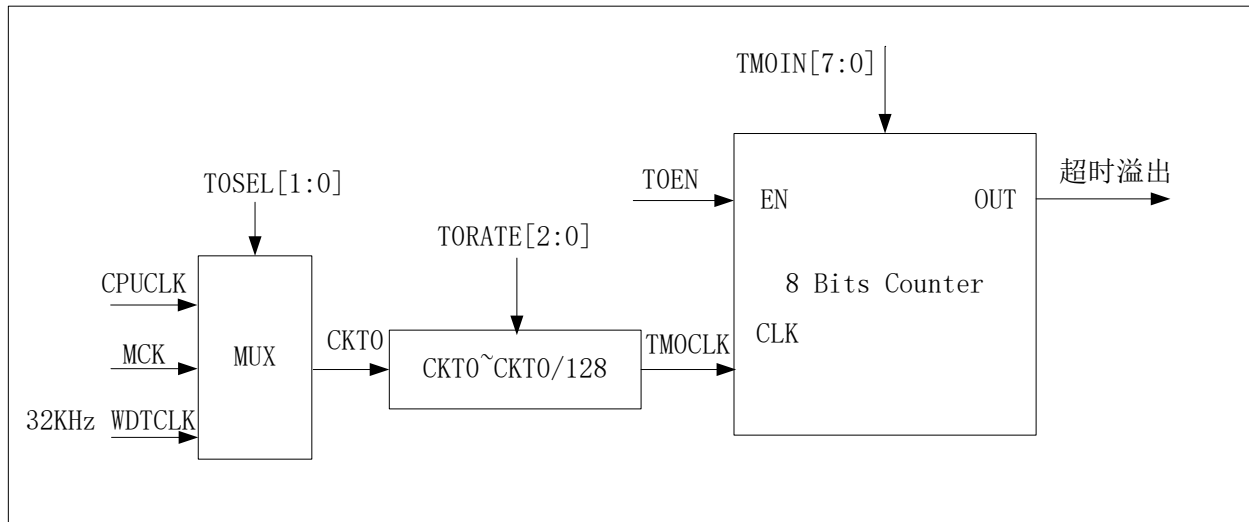 TMOIN[7:0]
TOSEL[1:0]
TOEN
EN
OUT
超时溢出
TORATE[2:0]
CPUCLK
8 Bits Counter
MCK
MUX
CKTO
CKTO~CKTO/128
TMOCLK
CLK
32KHz WDTCLK